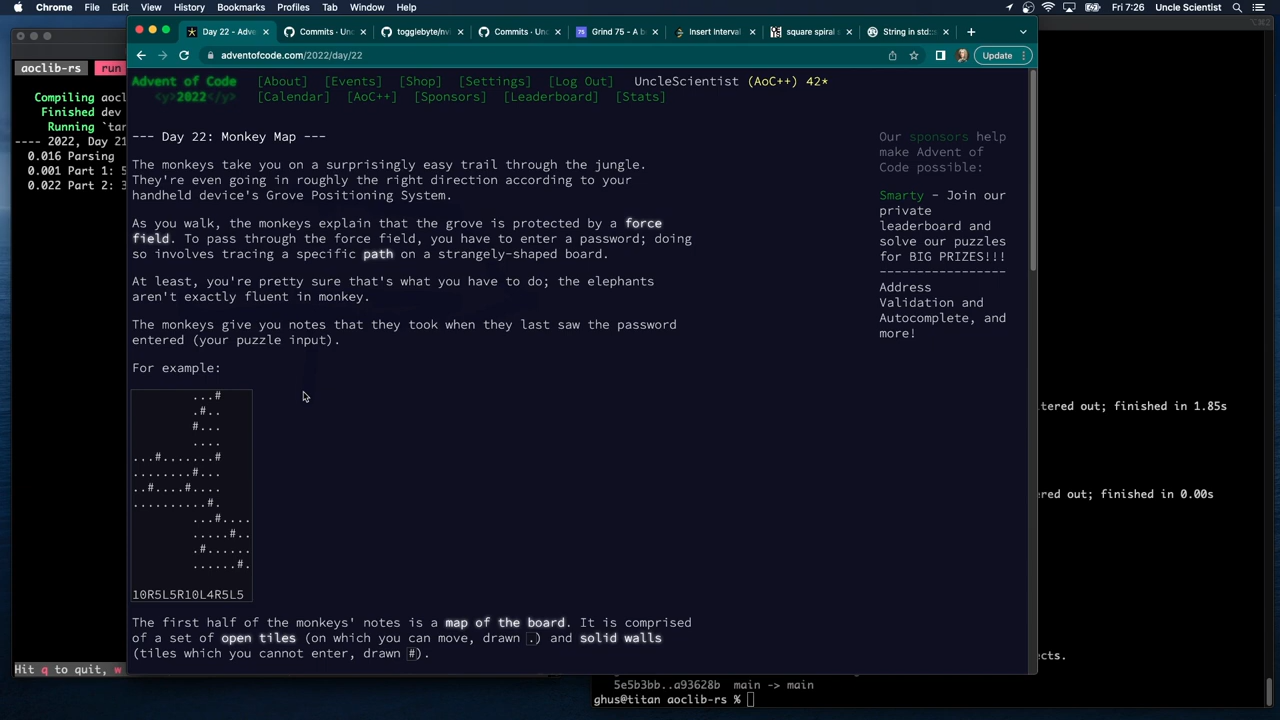 Chrome File Edit View History Bookmarks Profiles Tab Window Help Fri 7:26 Uncle Scientist
Day 22 - Adve × Commits · Unc × togglebyte/nvi × Commits · Unc × Grind 75 - A b × Insert Interval × square spiral × String in std:: ×
adventofcode.com/2022/day/22 Update
Advent of Code [About] [Events] [Shop] [Settings] [Log Out] UncleScientist (AoC++) 42*
<y>2022</y> [Calendar] [AoC++] [Sponsors] [Leaderboard] [Stats]
--- Day 22: Monkey Map ---
The monkeys take you on a surprisingly easy trail through the jungle.
They're even going in roughly the right direction according to your
handheld device's Grove Positioning System.
As you walk, the monkeys explain that the grove is protected by a force
field. To pass through the force field, you have to enter a password; doing
so involves tracing a specific path on a strangely-shaped board.
At least, you're pretty sure that's what you have to do; the elephants
aren't exactly fluent in monkey.
The monkeys give you notes that they took when they last saw the password
entered (your puzzle input).
For example:
        ...#
        .#..
        #...
        ....
...#.......#
........#...
..#....#....
..........#.
        ...#....
        .....#..
        .#......
        ......#.
10R5L5R10L4R5L5
The first half of the monkeys' notes is a map of the board. It is comprised
of a set of open tiles (on which you can move, drawn .) and solid walls
(tiles which you cannot enter, drawn #).
Our sponsors help
make Advent of
Code possible:
Smarty - Join our
private
leaderboard and
solve our puzzles
for BIG PRIZES!!!
-----------------
Address
Validation and
Autocomplete, and
more!
aoclib-rs run
Compiling aocl
Finished dev
Running `tar
---- 2022, Day 21
0.016 Parsing
0.001 Part 1: 5
0.022 Part 2: 3
Hit q to quit, w
tered out; finished in 1.85s
ered out; finished in 0.00s
cts.
5e5b3bb..a93628b main -> main
ghus@titan aoclib-rs %